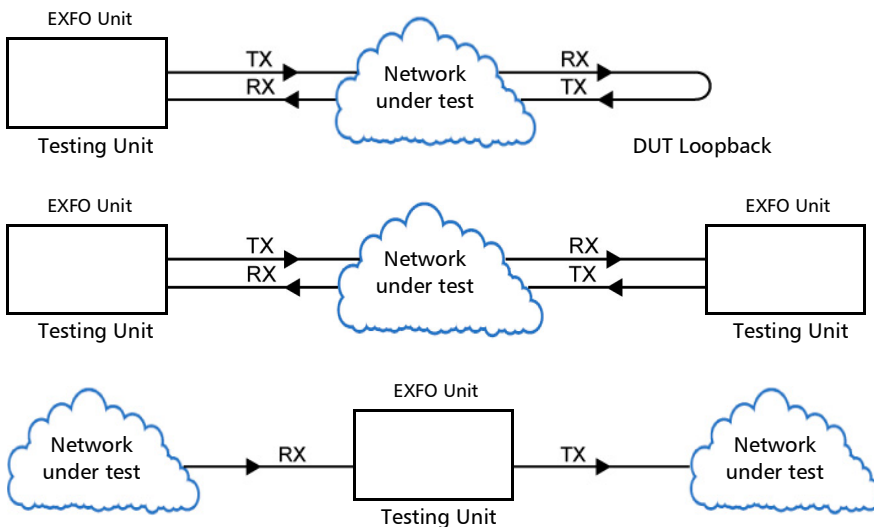 EXFO Unit
TX
RX
Network
under test
RX
TX
Testing Unit
DUT Loopback
EXFO Unit
EXFO Unit
TX
RX
Network
under test
RX
TX
Testing Unit
Testing Unit
EXFO Unit
Network
under test
RX
TX
Network
under test
Testing Unit